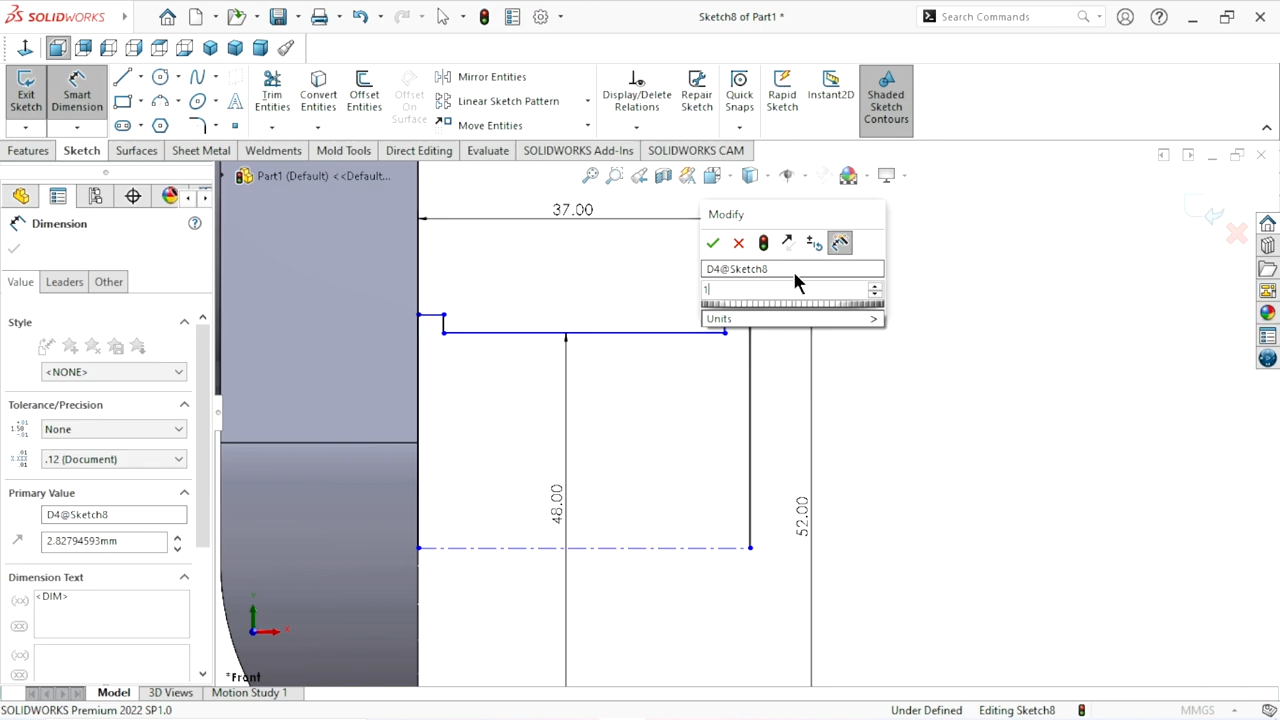 SOLIDWORKS
Sketch8 of Part1 *
Search Commands
Exit Sketch
Smart Dimension
Trim Entities
Convert Entities
Offset Entities
Offset On Surface
Mirror Entities
Linear Sketch Pattern
Move Entities
Display/Delete Relations
Repair Sketch
Quick Snaps
Rapid Sketch
Instant2D
Shaded Sketch Contours
Features
Sketch
Surfaces
Sheet Metal
Weldments
Mold Tools
Direct Editing
Evaluate
SOLIDWORKS Add-Ins
SOLIDWORKS CAM
Part1 (Default) <<Default...
Dimension
Value
Leaders
Other
Style
<NONE>
Tolerance/Precision
None
.12 (Document)
Primary Value
D4@Sketch8
2.82794593mm
Dimension Text
<DIM>
37.00
48.00
52.00
Modify
D4@Sketch8
1
Units
Y
X
*Front
Model
3D Views
Motion Study 1
SOLIDWORKS Premium 2022 SP1.0
Under Defined
Editing Sketch8
MMGS